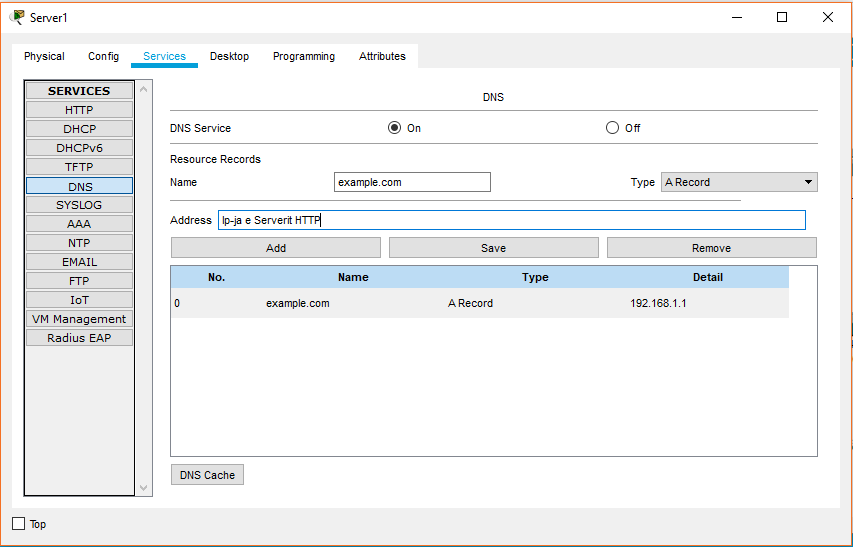 Server1
Physical Config Services Desktop Programming Attributes
SERVICES
HTTP
DHCP
DHCPv6
TFTP
DNS
SYSLOG
AAA
NTP
EMAIL
FTP
IoT
VM Management
Radius EAP
DNS
DNS Service On Off
Resource Records
Name example.com Type A Record
Address Ip-ja e Serverit HTTP
Add Save Remove
No. Name Type Detail
0 example.com A Record 192.168.1.1
DNS Cache
Top